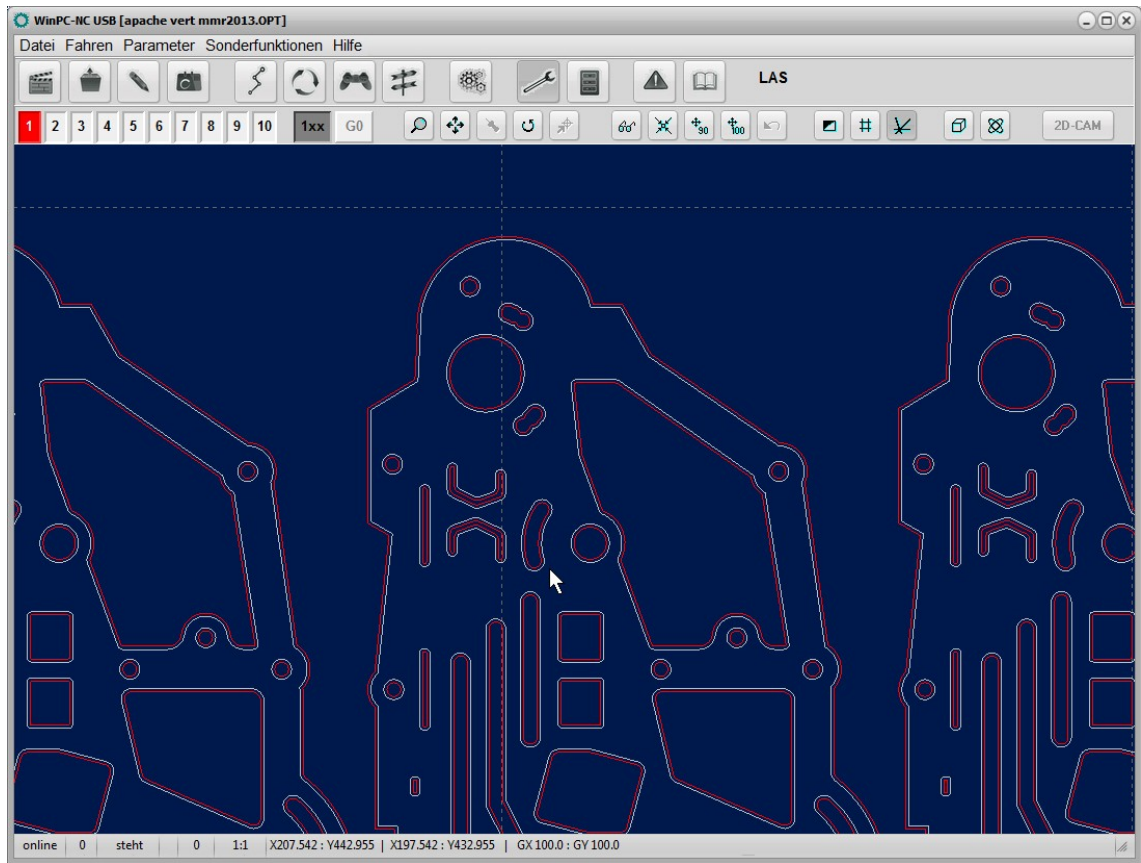 WinPC-NC USB [apache vert mmr2013.OPT]
Datei Fahren Parameter Sonderfunktionen Hilfe
LAS
1 2 3 4 5 6 7 8 9 10 1xx G0 90 100 2D-CAM
online 0 steht 0 1:1 X207.542 : Y442.955 | X197.542 : Y432.955 | GX 100.0 : GY 100.0